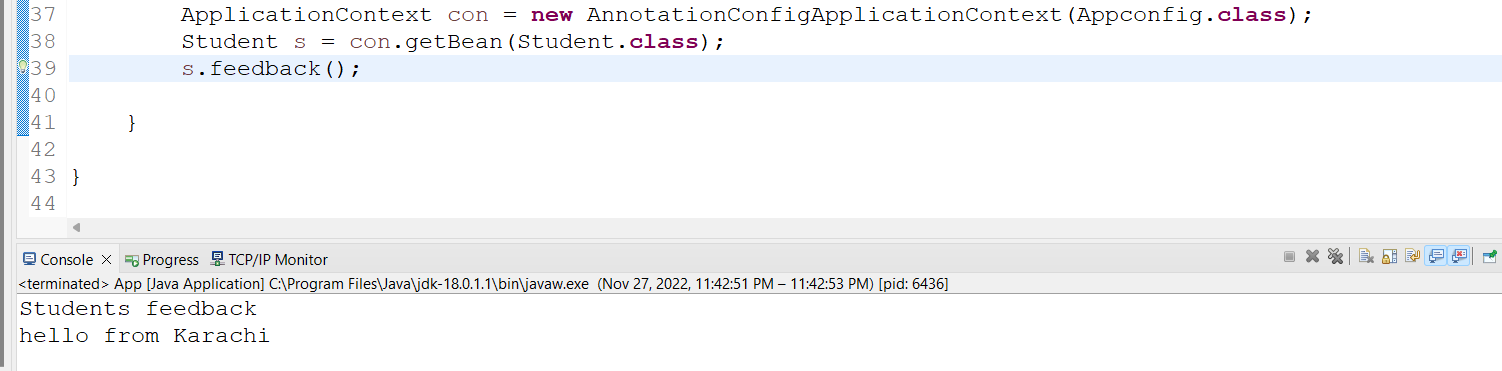 37 ApplicationContext con = new AnnotationConfigApplicationContext(Appconfig.class);
38 Student s = con.getBean(Student.class);
39 s.feedback();
40
41 }
42
43 }
44
Console Progress TCP/IP Monitor
<terminated> App [Java Application] C:\Program Files\Java\jdk-18.0.1.1\bin\javaw.exe (Nov 27, 2022, 11:42:51 PM – 11:42:53 PM) [pid: 6436]
Students feedback
hello from Karachi